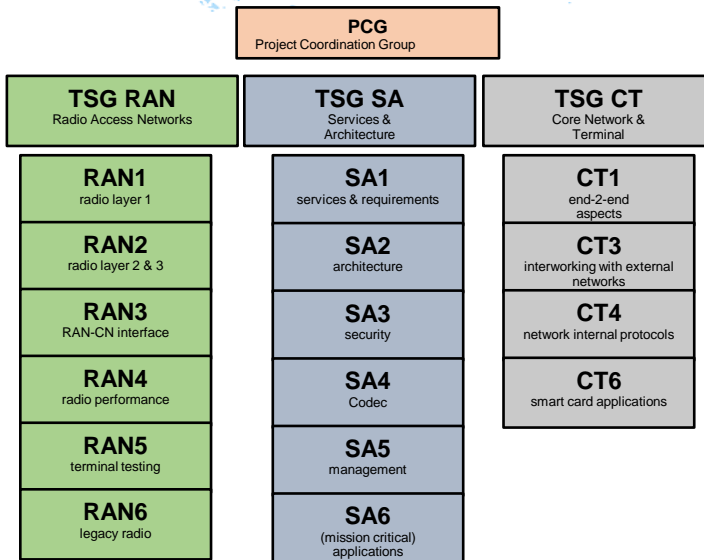 PCG
Project Coordination Group
TSG RAN
Radio Access Networks
TSG SA
Services &
Architecture
TSG CT
Core Network &
Terminal
RAN1
radio layer 1
RAN2
radio layer 2 & 3
RAN3
RAN-CN interface
RAN4
radio performance
RAN5
terminal testing
RAN6
legacy radio
SA1
services & requirements
SA2
architecture
SA3
security
SA4
Codec
SA5
management
SA6
(mission critical)
applications
CT1
end-2-end
aspects
CT3
interworking with external
networks
CT4
network internal protocols
CT6
smart card applications